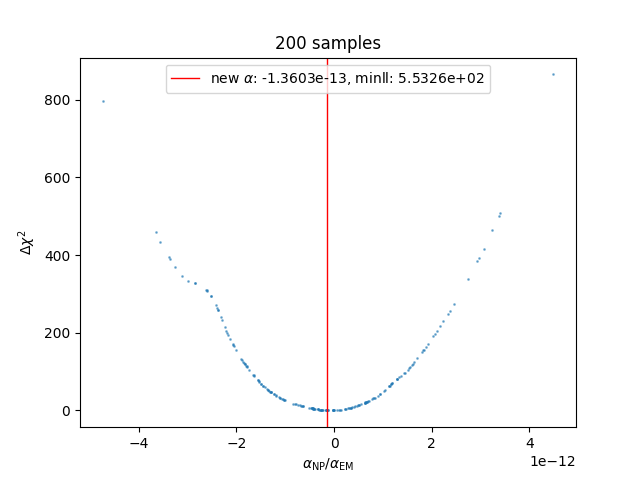 200 samples
new α: -1.3603e-13, minll: 5.5326e+02
Δχ²
800
600
400
200
0
−4
−2
0
2
4
1e−12
α_NP/α_EM